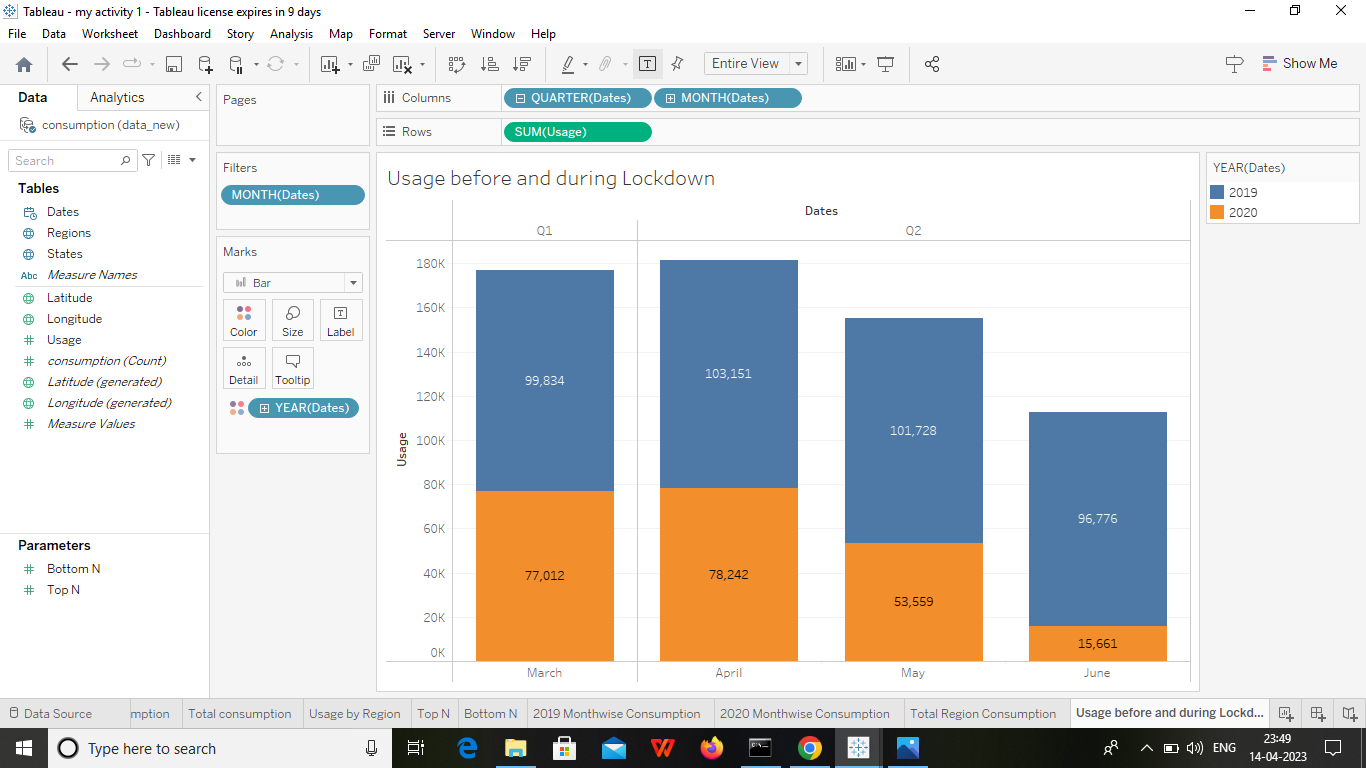 Tableau - my activity 1 - Tableau license expires in 9 days
File Data Worksheet Dashboard Story Analysis Map Format Server Window Help
Entire View
Show Me
Data Analytics
consumption (data_new)
Search
Tables
Dates
Regions
States
Abc Measure Names
Latitude
Longitude
Usage
consumption (Count)
Latitude (generated)
Longitude (generated)
Measure Values
Parameters
Bottom N
Top N
Pages
Filters
MONTH(Dates)
Marks
Bar
Color Size Label
Detail Tooltip
YEAR(Dates)
Columns QUARTER(Dates) MONTH(Dates)
Rows SUM(Usage)
Usage before and during Lockdown
Dates
Q1 Q2
180K
160K
140K
120K
100K
80K
60K
40K
20K
0K
Usage
99,834 103,151 101,728 96,776
77,012 78,242 53,559 15,661
March April May June
YEAR(Dates)
2019
2020
Data Source mption Total consumption Usage by Region Top N Bottom N 2019 Monthwise Consumption 2020 Monthwise Consumption Total Region Consumption Usage before and during Lockd...
Type here to search
ENG
23:49
14-04-2023